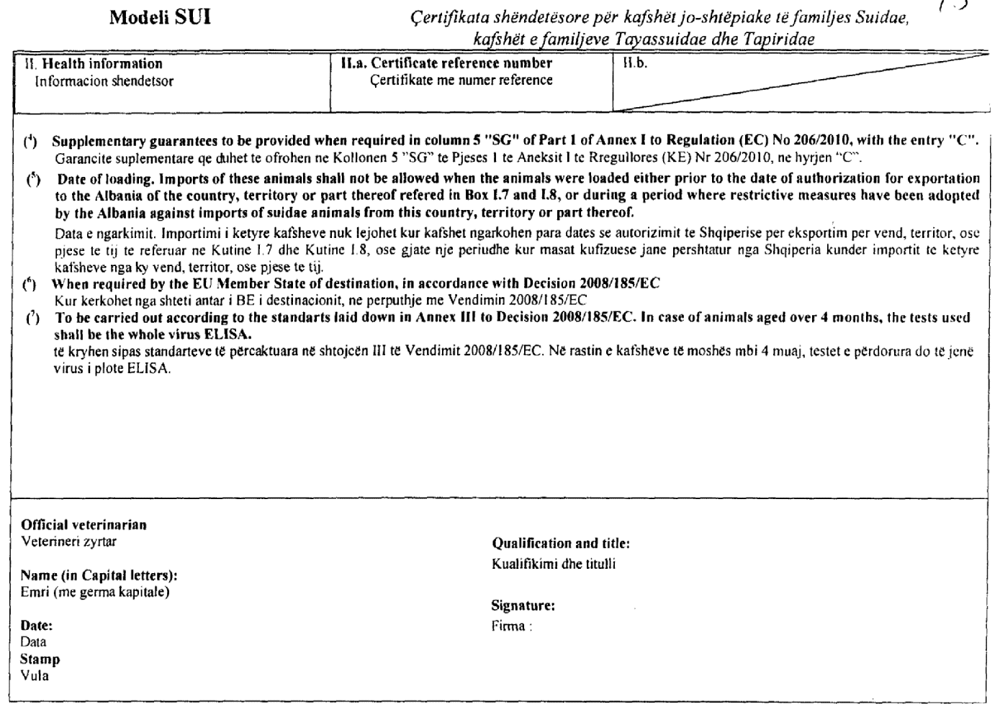 Modeli SUI
Çertifikata shëndetësore për kafshët jo-shtëpiake të familjes Suidae,
kafshët e familjeve Tayassuidae dhe Tapiridae
II. Health information
Informacion shendetsor
II.a. Certificate reference number
Çertifikate me numer reference
II.b.
(4) Supplementary guarantees to be provided when required in column 5 "SG" of Part 1 of Annex I to Regulation (EC) No 206/2010, with the entry "C".
Garancite suplementare qe duhet te ofrohen ne Kollonen 5 "SG" te Pjeses 1 te Aneksit I te Rregullores (KE) Nr 206/2010, ne hyrjen “C”.
(5) Date of loading. Imports of these animals shall not be allowed when the animals were loaded either prior to the date of authorization for exportation
to the Albania of the country, territory or part thereof refered in Box I.7 and I.8, or during a period where restrictive measures have been adopted
by the Albania against imports of suidae animals from this country, territory or part thereof.
Data e ngarkimit. Importimi i ketyre kafsheve nuk lejohet kur kafshet ngarkohen para dates se autorizimit te Shqiperise per eksportim per vend, territor, ose
pjese te tij te referuar ne Kutine I.7 dhe Kutine I.8, ose gjate nje periudhe kur masat kufizuese jane pershtatur nga Shqiperia kunder importit te ketyre
kafsheve nga ky vend, territor, ose pjese te tij.
(6) When required by the EU Member State of destination, in accordance with Decision 2008/185/EC
Kur kerkohet nga shteti antar i BE i destinacionit, ne perputhje me Vendimin 2008/185/EC
(7) To be carried out according to the standarts laid down in Annex III to Decision 2008/185/EC. In case of animals aged over 4 months, the tests used
shall be the whole virus ELISA.
të kryhen sipas standarteve të përcaktuara në shtojcën III të Vendimit 2008/185/EC. Në rastin e kafshëve të moshës mbi 4 muaj, testet e përdorura do të jenë
virus i plote ELISA.
Official veterinarian
Veterineri zyrtar
Name (in Capital letters):
Emri (me germa kapitale)
Date:
Data
Stamp
Vula
Qualification and title:
Kualifikimi dhe titulli
Signature:
Firma :